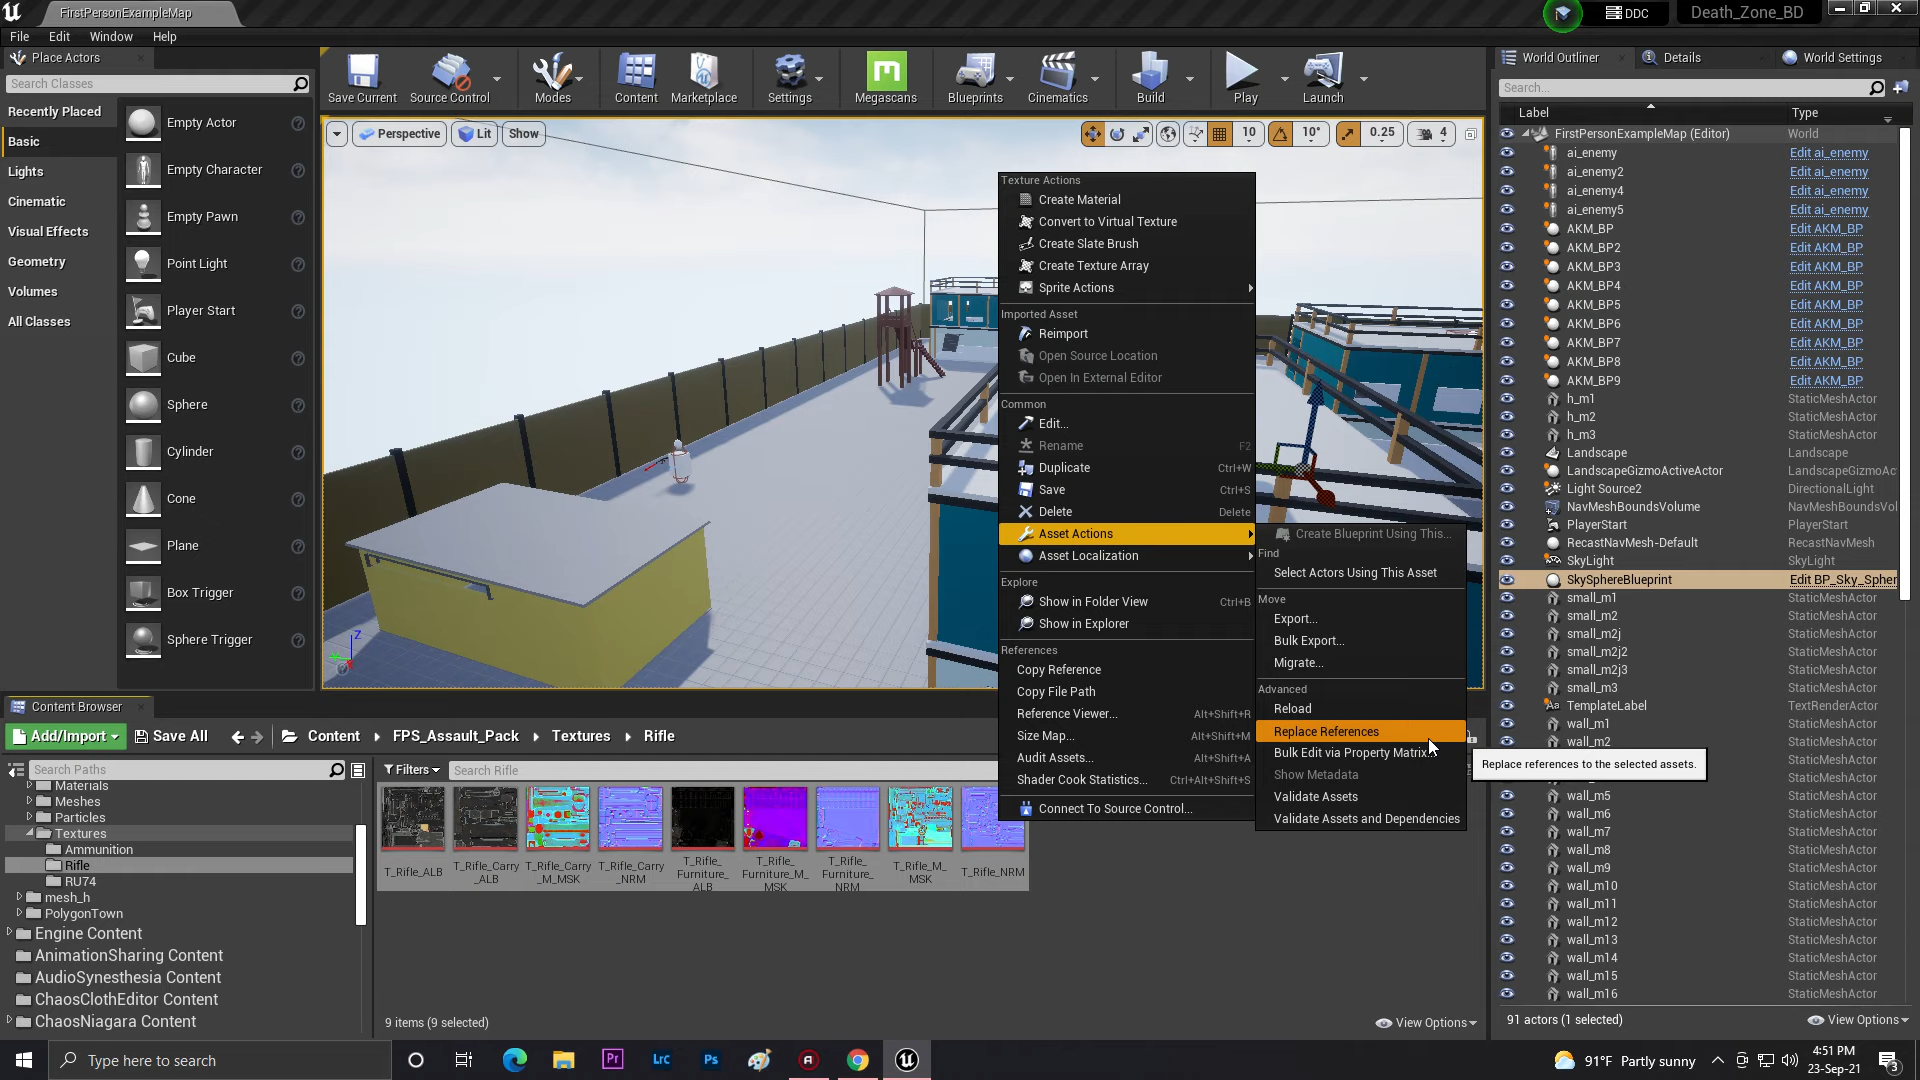 FirstPersonExampleMap
DDC
Death_Zone_BD
File Edit Window Help
Place Actors
Search Classes
Recently Placed
Basic
Lights
Cinematic
Visual Effects
Geometry
Volumes
All Classes
Empty Actor
Empty Character
Empty Pawn
Point Light
Player Start
Cube
Sphere
Cylinder
Cone
Plane
Box Trigger
Sphere Trigger
Save Current
Source Control
Modes
Content
Marketplace
Settings
Megascans
Blueprints
Cinematics
Build
Play
Launch
Perspective
Lit
Show
10
10°
0.25
4
Texture Actions
Create Material
Convert to Virtual Texture
Create Slate Brush
Create Texture Array
Sprite Actions
Imported Asset
Reimport
Open Source Location
Open In External Editor
Common
Edit...
Rename F2
Duplicate Ctrl+W
Save Ctrl+S
Delete Delete
Asset Actions
Asset Localization
Explore
Show in Folder View Ctrl+B
Show in Explorer
References
Copy Reference
Copy File Path
Reference Viewer... Alt+Shift+R
Size Map... Alt+Shift+M
Audit Assets... Alt+Shift+A
Shader Cook Statistics... Ctrl+Alt+Shift+S
Connect To Source Control...
Create Blueprint Using This...
Find
Select Actors Using This Asset
Move
Export...
Bulk Export...
Migrate...
Advanced
Reload
Replace References
Bulk Edit via Property Matrix...
Show Metadata
Validate Assets
Validate Assets and Dependencies
Replace references to the selected assets.
Z
World Outliner
Details
World Settings
Search...
Label Type
FirstPersonExampleMap (Editor) World
ai_enemy Edit ai_enemy
ai_enemy2 Edit ai_enemy
ai_enemy4 Edit ai_enemy
ai_enemy5 Edit ai_enemy
AKM_BP Edit AKM_BP
AKM_BP2 Edit AKM_BP
AKM_BP3 Edit AKM_BP
AKM_BP4 Edit AKM_BP
AKM_BP5 Edit AKM_BP
AKM_BP6 Edit AKM_BP
AKM_BP7 Edit AKM_BP
AKM_BP8 Edit AKM_BP
AKM_BP9 Edit AKM_BP
h_m1 StaticMeshActor
h_m2 StaticMeshActor
h_m3 StaticMeshActor
Landscape Landscape
LandscapeGizmoActiveActor LandscapeGizmoAc
Light Source2 DirectionalLight
NavMeshBoundsVolume NavMeshBoundsVol
PlayerStart PlayerStart
RecastNavMesh-Default RecastNavMesh
SkyLight SkyLight
SkySphereBlueprint Edit BP_Sky_Spher
small_m1 StaticMeshActor
small_m2 StaticMeshActor
small_m2j StaticMeshActor
small_m2j2 StaticMeshActor
small_m2j3 StaticMeshActor
small_m3 StaticMeshActor
TemplateLabel TextRenderActor
wall_m1 StaticMeshActor
wall_m2 StaticMeshActor
wall_m5 StaticMeshActor
wall_m6 StaticMeshActor
wall_m7 StaticMeshActor
wall_m8 StaticMeshActor
wall_m9 StaticMeshActor
wall_m10 StaticMeshActor
wall_m11 StaticMeshActor
wall_m12 StaticMeshActor
wall_m13 StaticMeshActor
wall_m14 StaticMeshActor
wall_m15 StaticMeshActor
wall_m16 StaticMeshActor
91 actors (1 selected)
View Options
Content Browser
Add/Import
Save All
Content FPS_Assault_Pack Textures Rifle
Search Paths
Materials
Meshes
Particles
Textures
Ammunition
Rifle
RU74
mesh_h
PolygonTown
Engine Content
AnimationSharing Content
AudioSynesthesia Content
ChaosClothEditor Content
ChaosNiagara Content
Filters
Search Rifle
T_Rifle_ALB
T_Rifle_Carry
_ALB
T_Rifle_Carry
_M_MSK
T_Rifle_Carry
_NRM
T_Rifle_
Furniture_
ALB
T_Rifle_
Furniture_M_
MSK
T_Rifle_
Furniture_
NRM
T_Rifle_M_
MSK
T_Rifle_NRM
9 items (9 selected)
View Options
Type here to search
Pr
Lrc
Ps
91°F Partly sunny
4:51 PM
23-Sep-21
3